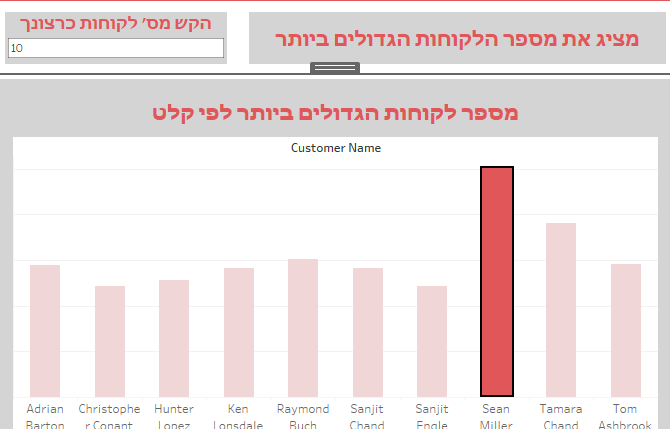 מציג את מספר הלקוחות הגדולים ביותר
הקש מס' לקוחות כרצונך
10
מספר לקוחות הגדולים ביותר לפי קלט
Customer Name
Adrian Barton
Christopher Conant
Hunter Lopez
Ken Lonsdale
Raymond Buch
Sanjit Chand
Sanjit Engle
Sean Miller
Tamara Chand
Tom Ashbrook